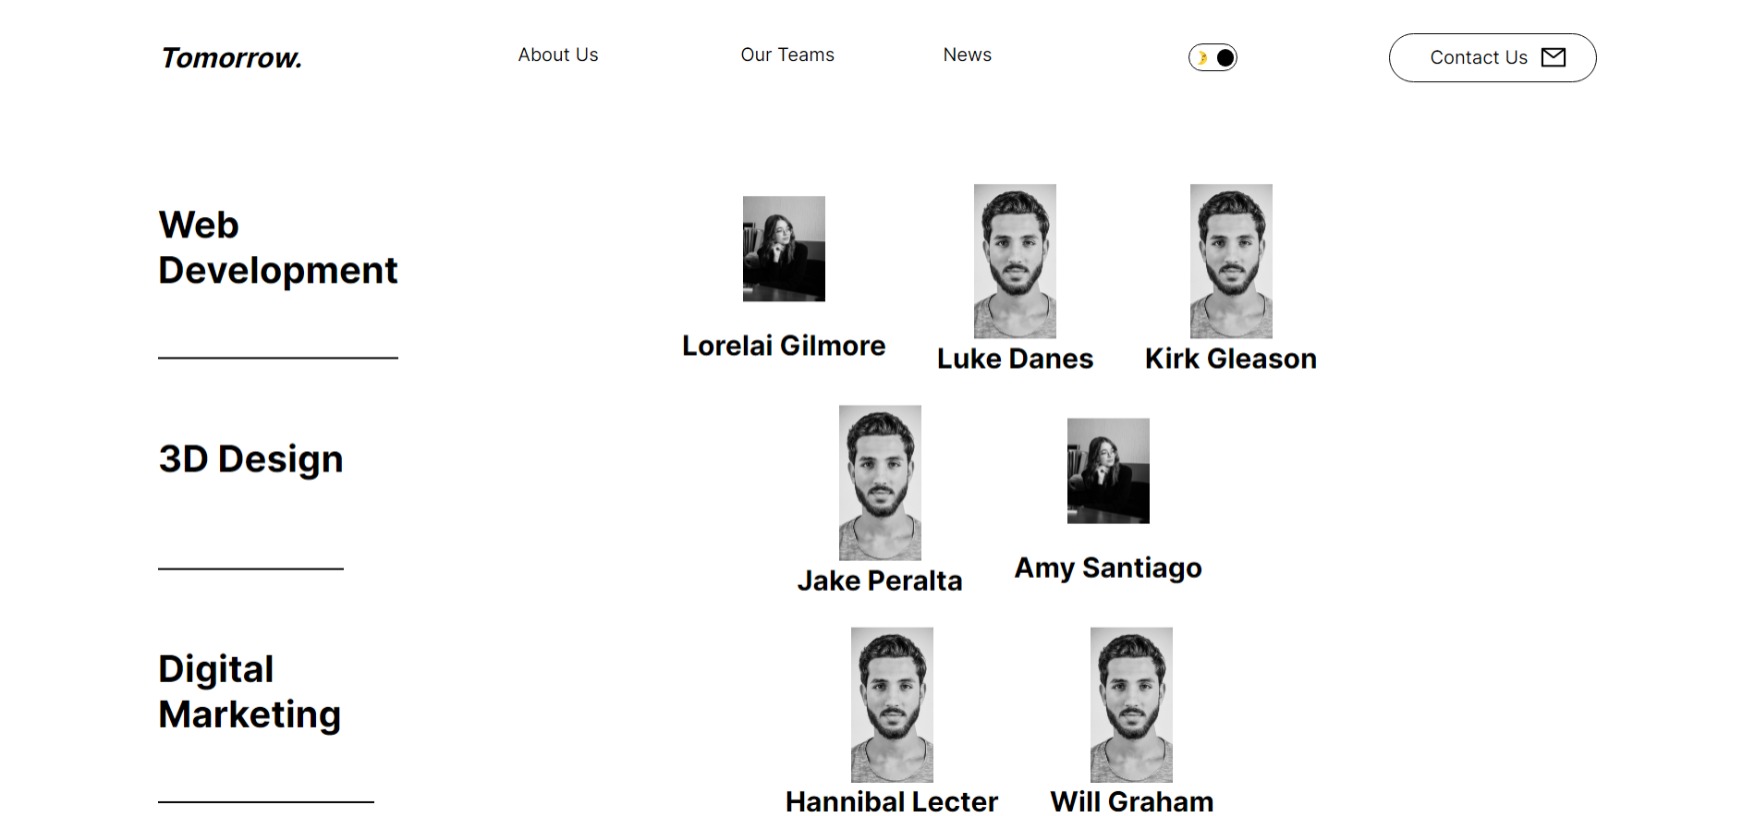 Tomorrow.
About Us
Our Teams
News
Contact Us
Web
Development
Lorelai Gilmore
Luke Danes
Kirk Gleason
3D Design
Jake Peralta
Amy Santiago
Digital
Marketing
Hannibal Lecter
Will Graham